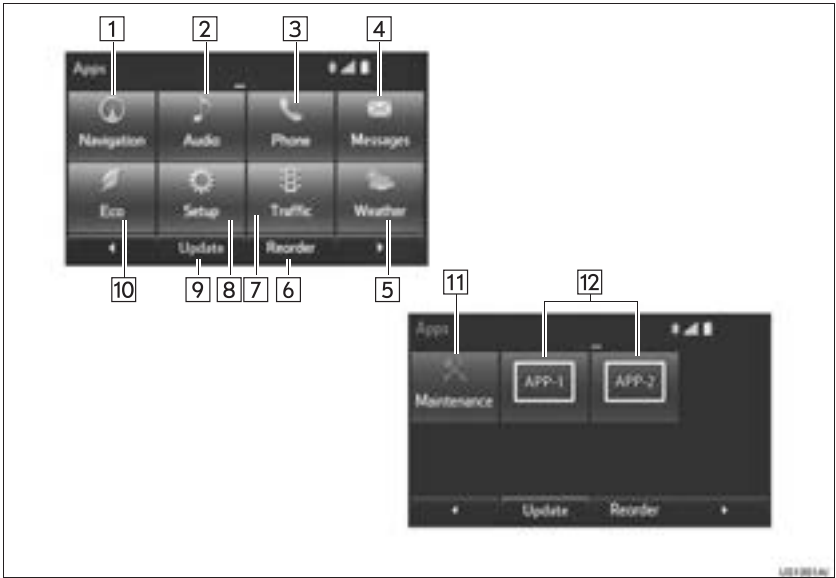 1 2 3 4
Apps
Navigation Audio Phone Messages
Eco Setup Traffic Weather
Update Reorder
10 9 8 7 6 5
11 12
Apps
Maintenance APP-1 APP-2
Update Reorder